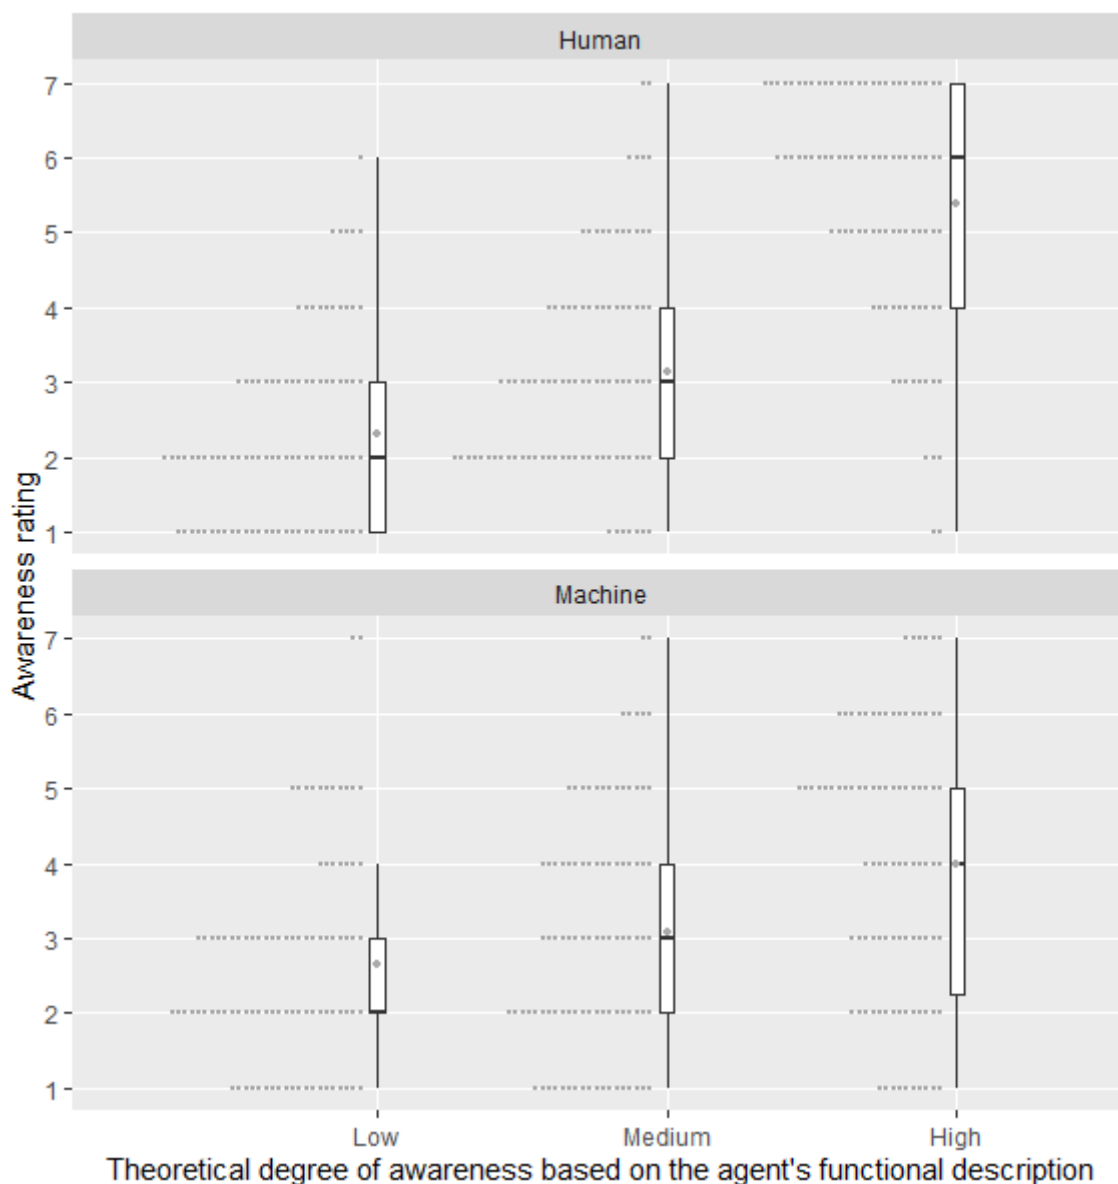 Human
7
6
5
4
3
2
1
Awareness rating
Machine
7
6
5
4
3
2
1
Low Medium High
Theoretical degree of awareness based on the agent's functional description